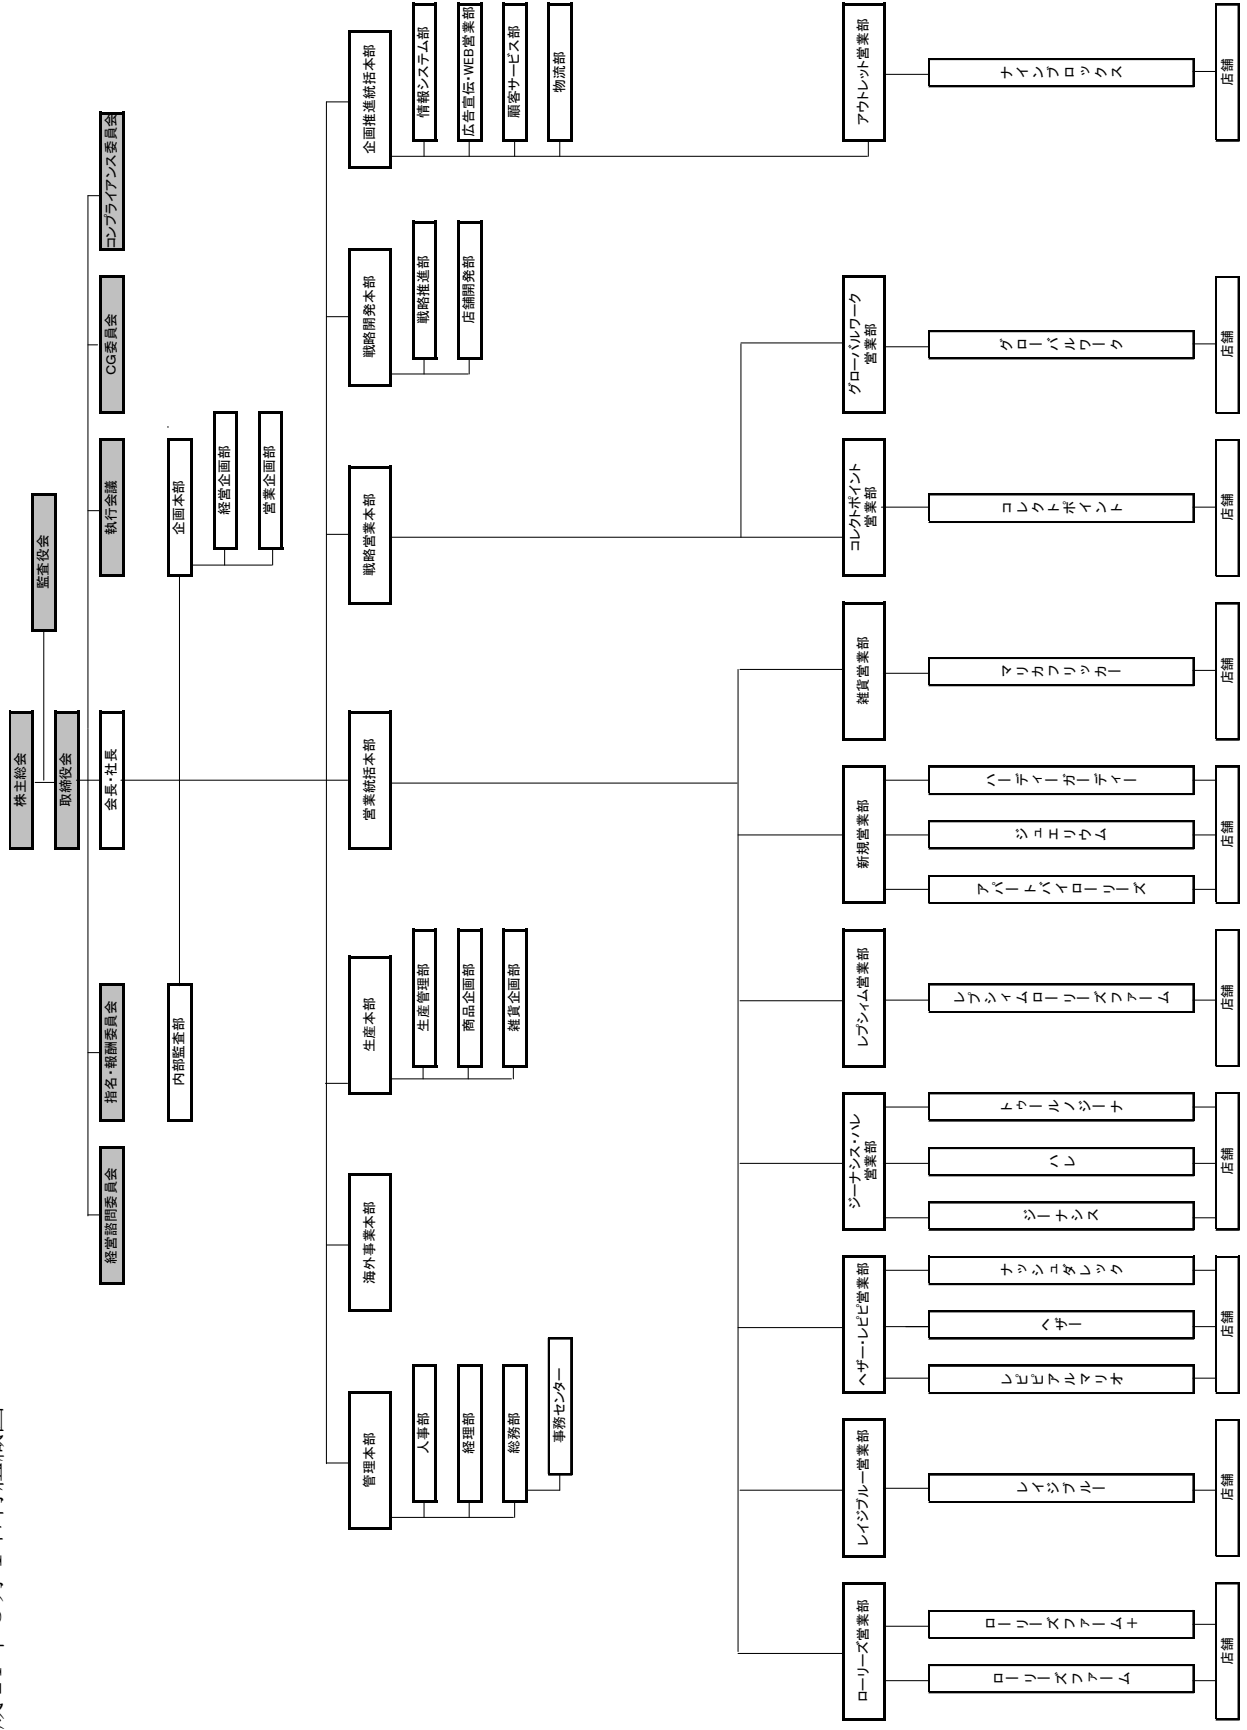 株主総会
監査役会
取締役会
経営諮問委員会
指名・報酬委員会
会長・社長
執行会議
CG委員会
コンプライアンス委員会
内部監査部
企画本部
経営企画部
営業企画部
管理本部
海外事業本部
生産本部
営業統括本部
戦略営業本部
戦略開発本部
企画推進統括本部
人事部
経理部
総務部
事務センター
生産管理部
商品企画部
雑貨企画部
戦略推進部
店舗開発部
情報システム部
広告宣伝・WEB営業部
顧客サービス部
物流部
ローリーズ営業部
レイジブルー営業部
ヘザー・レピピ営業部
ジーナシス・ハレ
営業部
レプシィム営業部
新規営業部
雑貨営業部
コレクトポイント
営業部
グローバルワーク
営業部
アウトレット営業部
ローリーズファーム
ローリーズファーム+
レイジブルー
レピピアルマリオ
ヘザー
ナッシュダレック
ジーナシス
ハレ
トゥールノジーナ
レプシィムローリーズファーム
アパートバイローリーズ
ジュエリウム
ハーディーガーディー
マリカフリッカー
コレクトポイント
グローバルワーク
ナインブロックス
店舗
店舗
店舗
店舗
店舗
店舗
店舗
店舗
店舗
店舗